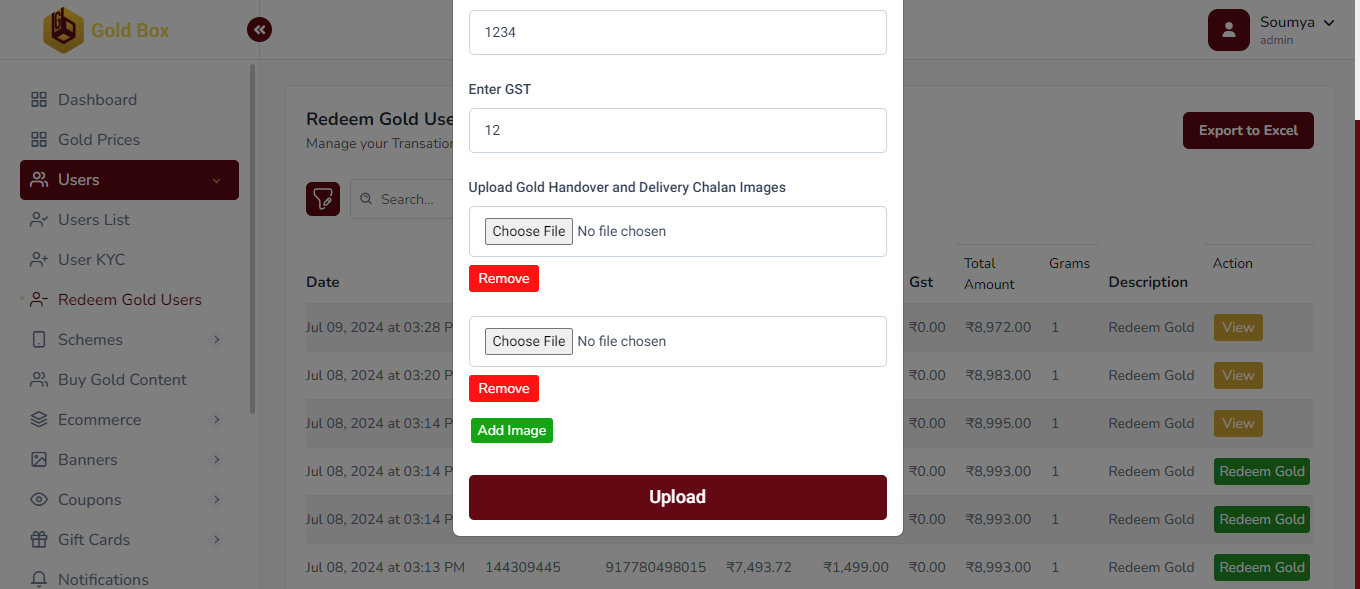 Gold Box
Soumya
admin
Dashboard
Gold Prices
Users
Users List
User KYC
Redeem Gold Users
Schemes
Buy Gold Content
Ecommerce
Banners
Coupons
Gift Cards
Notifications
Redeem Gold Use
Manage your Transation
Export to Excel
Search...
1234
Enter GST
12
Upload Gold Handover and Delivery Chalan Images
Choose File No file chosen
Remove
Choose File No file chosen
Remove
Add Image
Upload
Date Gst Total Amount Grams Description Action
Jul 09, 2024 at 03:28 P ₹0.00 ₹8,972.00 1 Redeem Gold View
Jul 08, 2024 at 03:20 P ₹0.00 ₹8,983.00 1 Redeem Gold View
Jul 08, 2024 at 03:14 P ₹0.00 ₹8,995.00 1 Redeem Gold View
Jul 08, 2024 at 03:14 P ₹0.00 ₹8,993.00 1 Redeem Gold Redeem Gold
Jul 08, 2024 at 03:14 P ₹0.00 ₹8,993.00 1 Redeem Gold Redeem Gold
Jul 08, 2024 at 03:13 PM 144309445 917780498015 ₹7,493.72 ₹1,499.00 ₹0.00 ₹8,993.00 1 Redeem Gold Redeem Gold